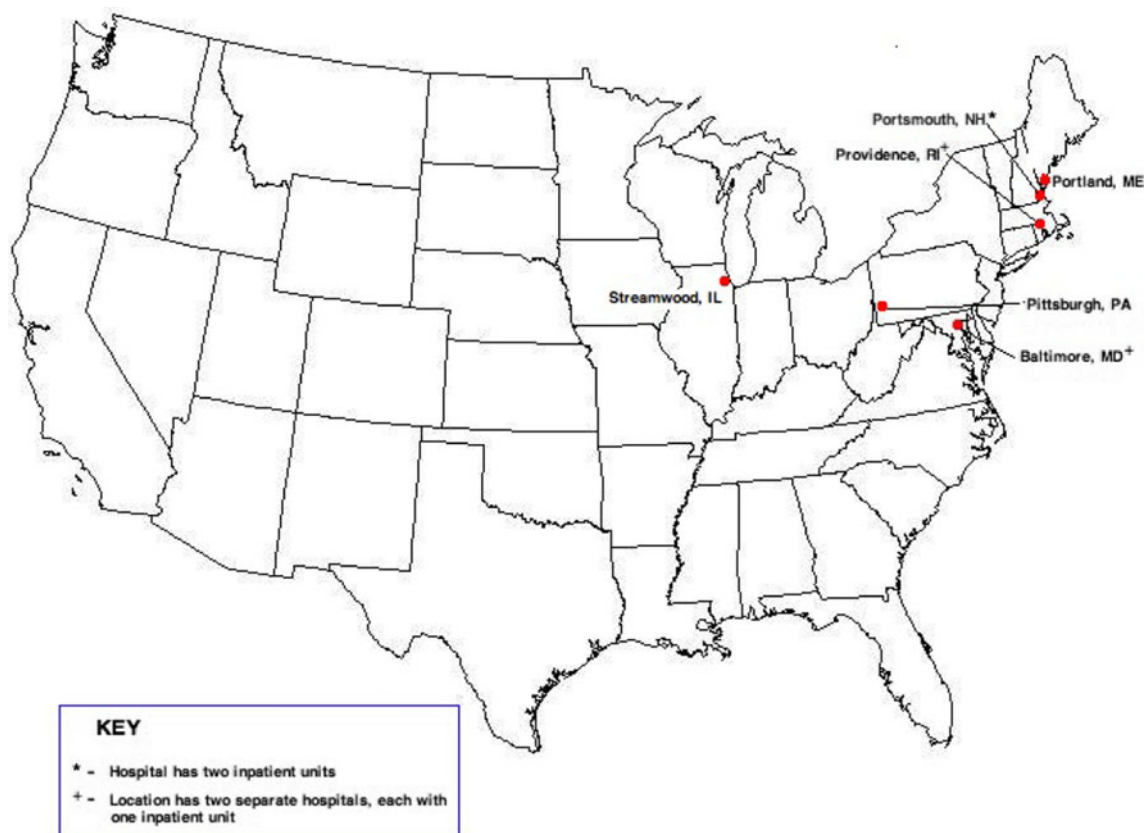 Portsmouth, NH.*
Providence, RI+
Portland, ME
Streamwood, IL
Pittsburgh, PA
Baltimore, MD+
KEY
* - Hospital has two inpatient units
+ - Location has two separate hospitals, each with
one inpatient unit